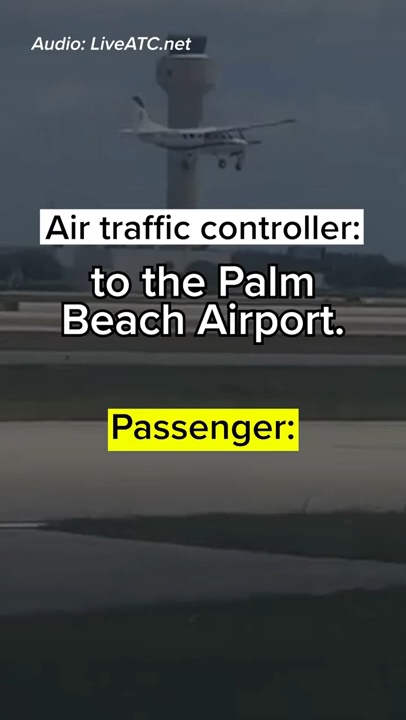 Audio: LiveATC.net
Air traffic controller:
to the Palm
Beach Airport.
Passenger: